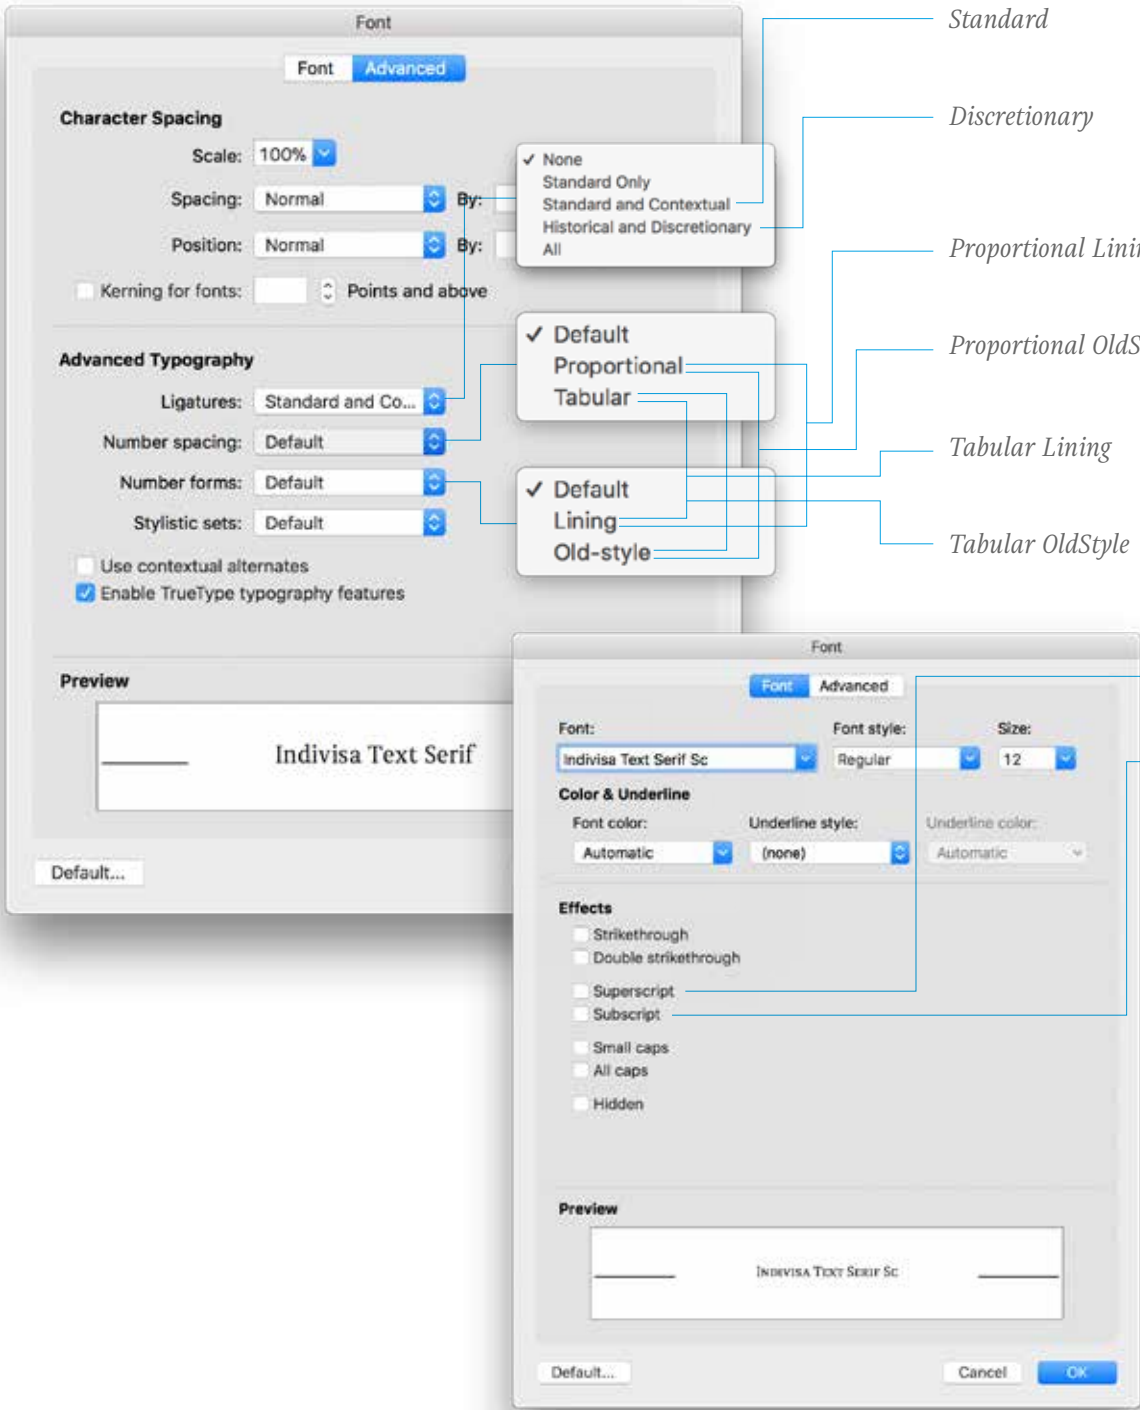 Font
Font Advanced
Character Spacing
Scale: 100%
Spacing: Normal By:
Position: Normal By:
Kerning for fonts: Points and above
✓ None
Standard Only
Standard and Contextual
Historical and Discretionary
All
Standard
Discretionary
Advanced Typography
Ligatures: Standard and Co...
Number spacing: Default
Number forms: Default
Stylistic sets: Default
Use contextual alternates
Enable TrueType typography features
✓ Default
Proportional
Tabular
✓ Default
Lining
Old-style
Proportional Linin
Proportional OldS
Tabular Lining
Tabular OldStyle
Preview
Indivisa Text Serif
Default...
Font
Font Advanced
Font: Font style: Size:
Indivisa Text Serif Sc Regular 12
Color & Underline
Font color: Underline style: Underline color:
Automatic (none) Automatic
Effects
Strikethrough
Double strikethrough
Superscript
Subscript
Small caps
All caps
Hidden
Preview
Indivisa Text Serif Sc
Default... Cancel OK